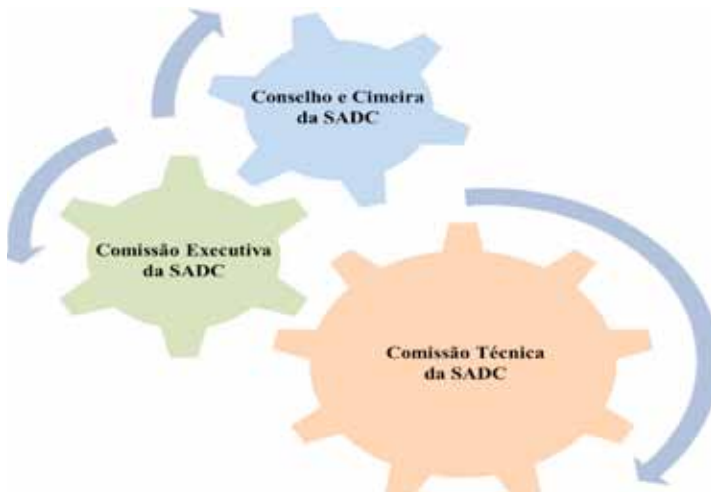 Conselho e Cimeira
da SADC
Comissão Executiva
da SADC
Comissão Técnica
da SADC